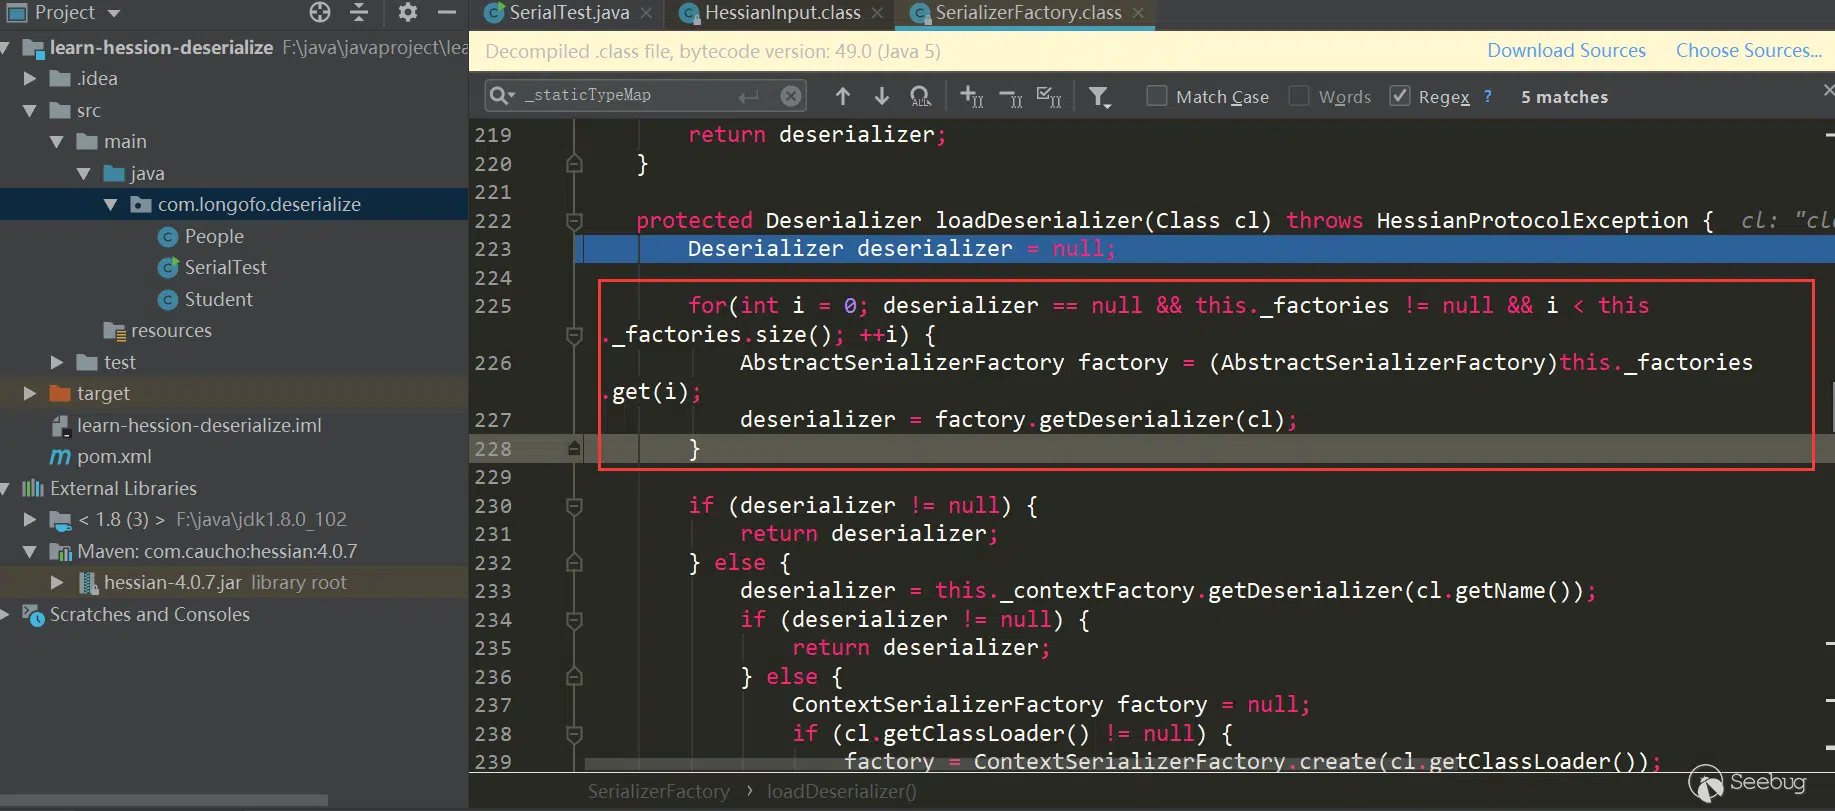 Project
learn-hession-deserialize F:\java\javaproject\lea
.idea
src
main
java
com.longofo.deserialize
People
SerialTest
Student
resources
test
target
learn-hession-deserialize.iml
pom.xml
External Libraries
< 1.8 (3) > F:\java\jdk1.8.0_102
Maven: com.caucho:hessian:4.0.7
hessian-4.0.7.jar library root
Scratches and Consoles
SerialTest.java HessianInput.class SerializerFactory.class
Decompiled .class file, bytecode version: 49.0 (Java 5) Download Sources Choose Sources...
_staticTypeMap Match Case Words Regex ? 5 matches
219 return deserializer;
220 }
221
222 protected Deserializer loadDeserializer(Class cl) throws HessianProtocolException { cl: "cla
223 Deserializer deserializer = null;
224
225 for(int i = 0; deserializer == null && this._factories != null && i < this
._factories.size(); ++i) {
226 AbstractSerializerFactory factory = (AbstractSerializerFactory)this._factories
.get(i);
227 deserializer = factory.getDeserializer(cl);
228 }
229
230 if (deserializer != null) {
231 return deserializer;
232 } else {
233 deserializer = this._contextFactory.getDeserializer(cl.getName());
234 if (deserializer != null) {
235 return deserializer;
236 } else {
237 ContextSerializerFactory factory = null;
238 if (cl.getClassLoader() != null) {
239 factory = ContextSerializerFactory.create(cl.getClassLoader());
SerializerFactory › loadDeserializer()
Seebug